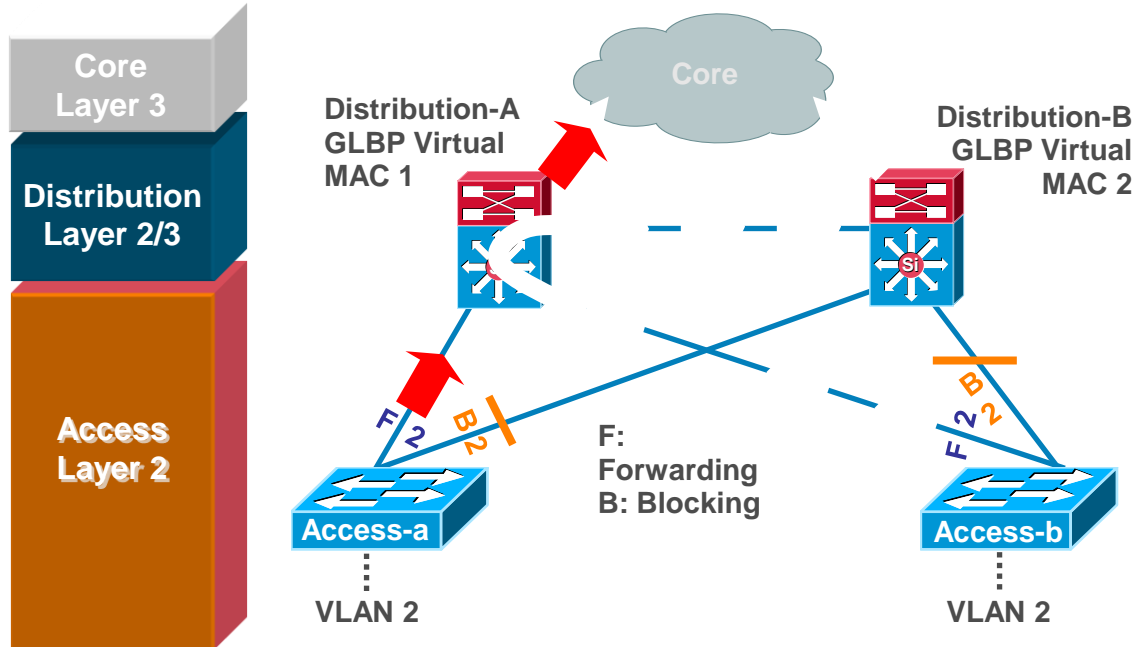 Core
Layer 3
Distribution
Layer 2/3
Access
Layer 2
Core
Distribution-A
GLBP Virtual
MAC 1
Distribution-B
GLBP Virtual
MAC 2
Si
F 2
B 2
B 2
F 2
F:
Forwarding
B: Blocking
Access-a
Access-b
VLAN 2
VLAN 2